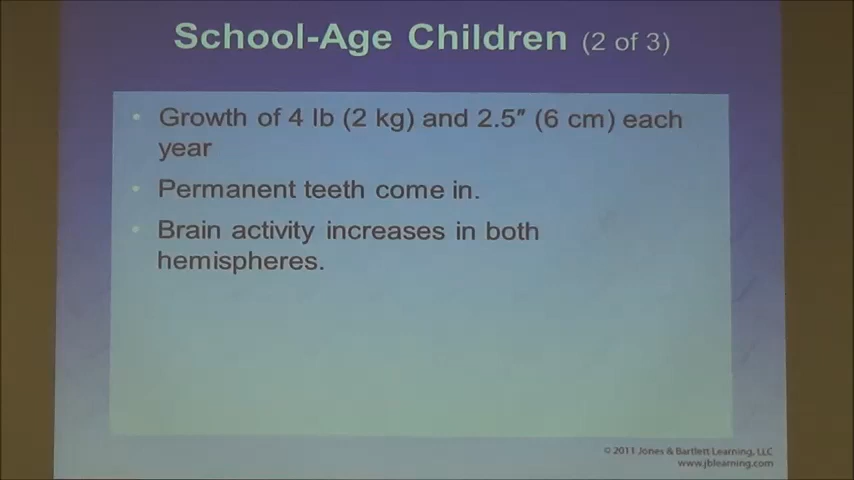 School-Age Children (2 of 3)
• Growth of 4 lb (2 kg) and 2.5″ (6 cm) each
year
• Permanent teeth come in.
• Brain activity increases in both
hemispheres.
© 2011 Jones & Bartlett Learning, LLC
www.jblearning.com